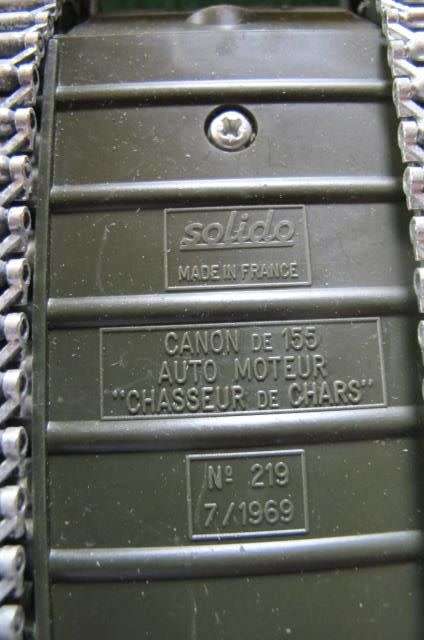 solido
MADE IN FRANCE
CANON DE 155
AUTO MOTEUR
"CHASSEUR DE CHARS"
Nº 219
7/1969